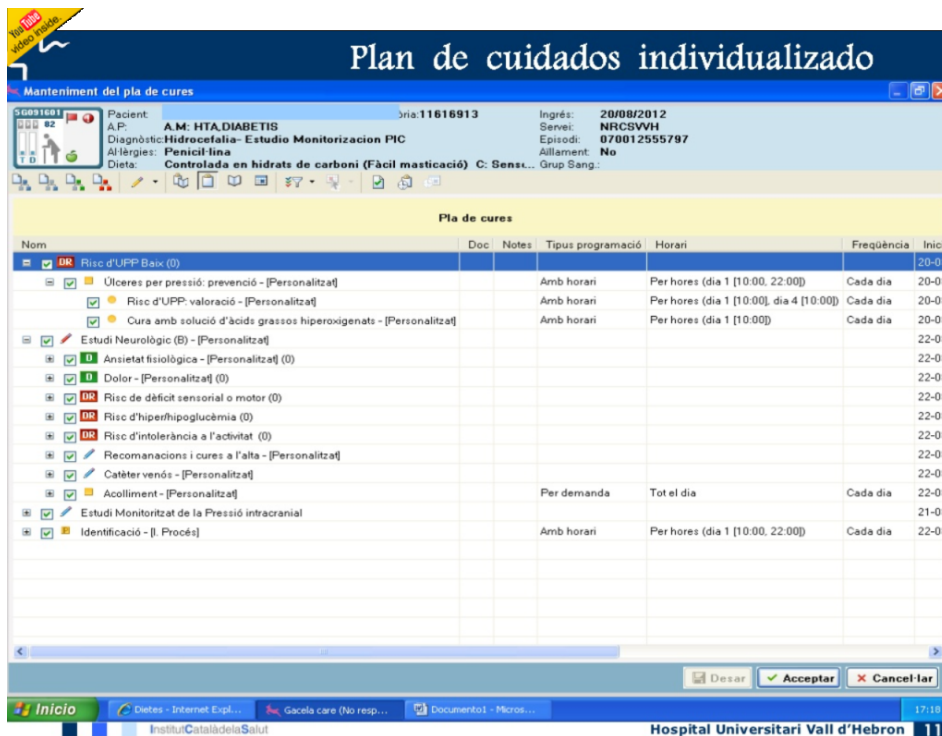 YouTube
video inside.
Plan de cuidados individualizado
Manteniment del pla de cures
SG091601
82
T D
Pacient
òria:11616913
Ingrés: 20/08/2012
A.P: A.M: HTA,DIABETIS
Servei: NRCSVVH
Diagnòstic: Hidrocefalia- Estudio Monitorizacion PIC
Episodi: 070012555797
Al·lèrgies: Penicil·lina
Aïllament: No
Dieta: Controlada en hidrats de carboni (Fàcil masticació) C: Sense... Grup Sang.:
Pla de cures
Nom Doc Notes Tipus programació Horari Freqüència Inic
DR Risc d'UPP Baix (0) 20-0
Úlceres per pressió: prevenció - [Personalitzat] Amb horari Per hores (dia 1 [10:00, 22:00]) Cada dia 20-0
Risc d'UPP: valoració - [Personalitzat] Amb horari Per hores (dia 1 [10:00], dia 4 [10:00]) Cada dia 20-0
Cura amb solució d'àcids grassos hiperoxigenats - [Personalitzat] Amb horari Per hores (dia 1 [10:00]) Cada dia 20-0
Estudi Neurològic (B) - [Personalitzat] 22-0
D Ansietat fisiològica - [Personalitzat] (0) 22-0
D Dolor - [Personalitzat] (0) 22-0
DR Risc de dèficit sensorial o motor (0) 22-0
DR Risc d'hiper/hipoglucèmia (0) 22-0
DR Risc d'intolerància a l'activitat (0) 22-0
Recomanacions i cures a l'alta - [Personalitzat] 22-0
Catèter venós - [Personalitzat] 22-0
Acolliment - [Personalitzat] Per demanda Tot el dia Cada dia 22-0
Estudi Monitoritzat de la Pressió intracranial 21-0
Identificació - [I. Procés] Amb horari Per hores (dia 1 [10:00, 22:00]) Cada dia 22-0
Desar Acceptar Cancel·lar
Inicio Dietes - Internet Expl... Gacela care (No resp... Documento1 - Micros... 17:18
InstitutCatalàdelaSalut
Hospital Universitari Vall d'Hebron 11